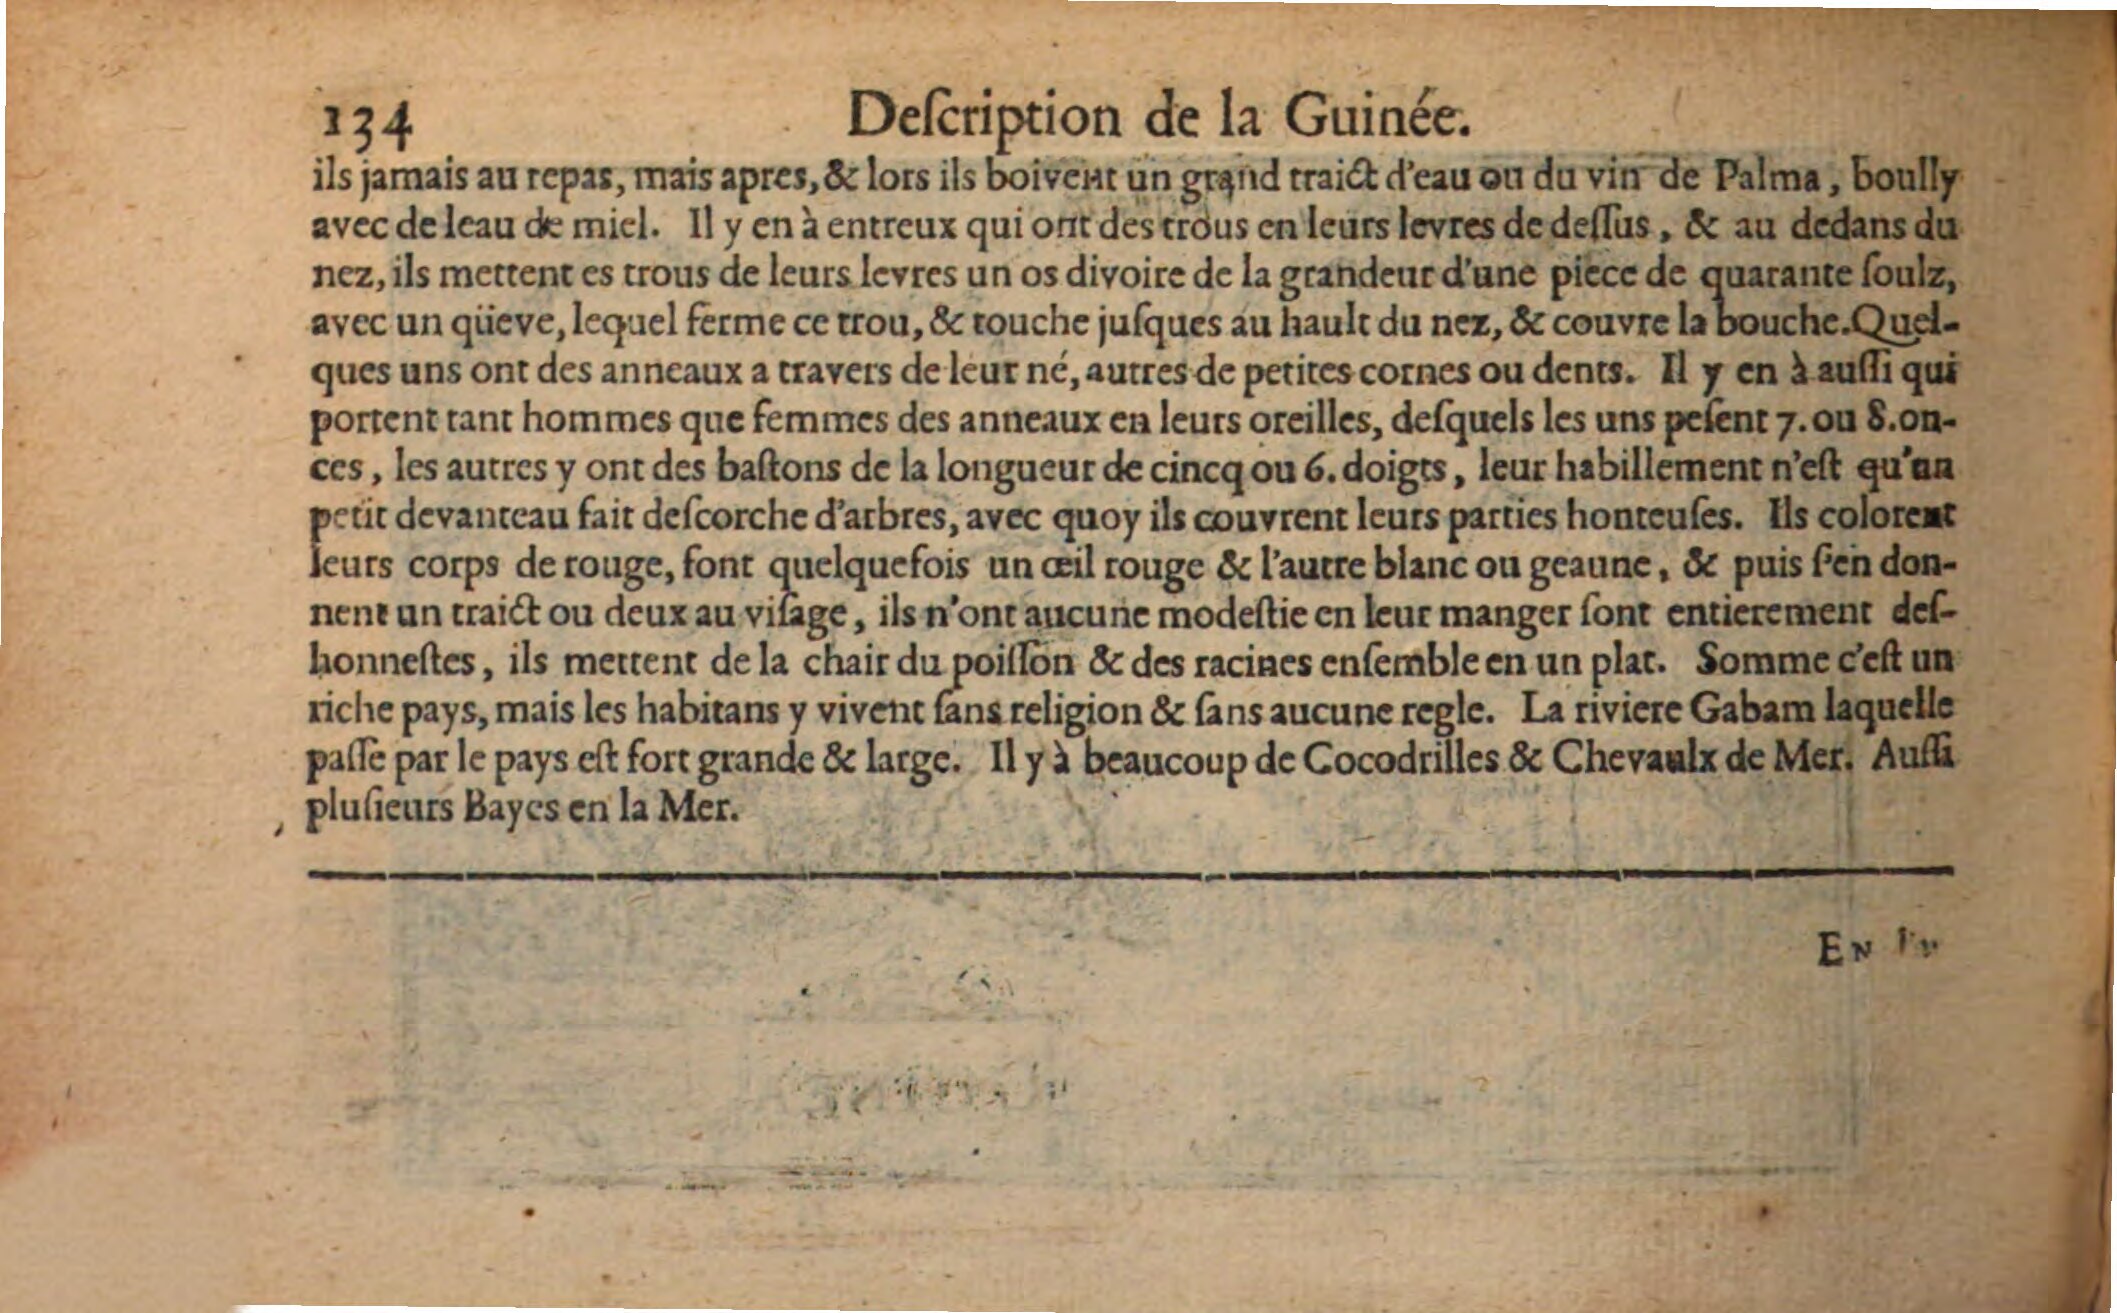 134 Deſcription de la Guinée.
ils jamais au repas, mais apres, & lors ils boivent un grand traict d'eau ou du vin de Palma, boully
avec de leau de miel. Il y en à entreux qui ont des trous en leurs levres de deſſus, & au dedans du
nez, ils mettent es trous de leurs levres un os divoire de la grandeur d'une piece de quarante ſoulz,
avec un qüeve, lequel ferme ce trou, & touche juſques au hault du nez, & couvre la bouche. Quel-
ques uns ont des anneaux a travers de leur né, autres de petites cornes ou dents. Il y en à auſſi qui
portent tant hommes que femmes des anneaux en leurs oreilles, deſquels les uns peſent 7. ou 8. on-
ces, les autres y ont des baſtons de la longueur de cincq ou 6. doigts, leur habillement n'eſt qu'un
petit devanteau fait deſcorche d'arbres, avec quoy ils couvrent leurs parties honteuſes. Ils colorent
leurs corps de rouge, font quelquefois un œil rouge & l'autre blanc ou geaune, & puis ſ'en don-
nent un traict ou deux au viſage, ils n'ont aucune modeſtie en leur manger ſont entierement deſ-
honneſtes, ils mettent de la chair du poiſſon & des racines enſemble en un plat. Somme c'eſt un
riche pays, mais les habitans y vivent ſans religion & ſans aucune regle. La riviere Gabam laquelle
paſſe par le pays eſt fort grande & large. Il y à beaucoup de Cocodrilles & Chevaulx de Mer. Auſſi
pluſieurs Bayes en la Mer.
EN